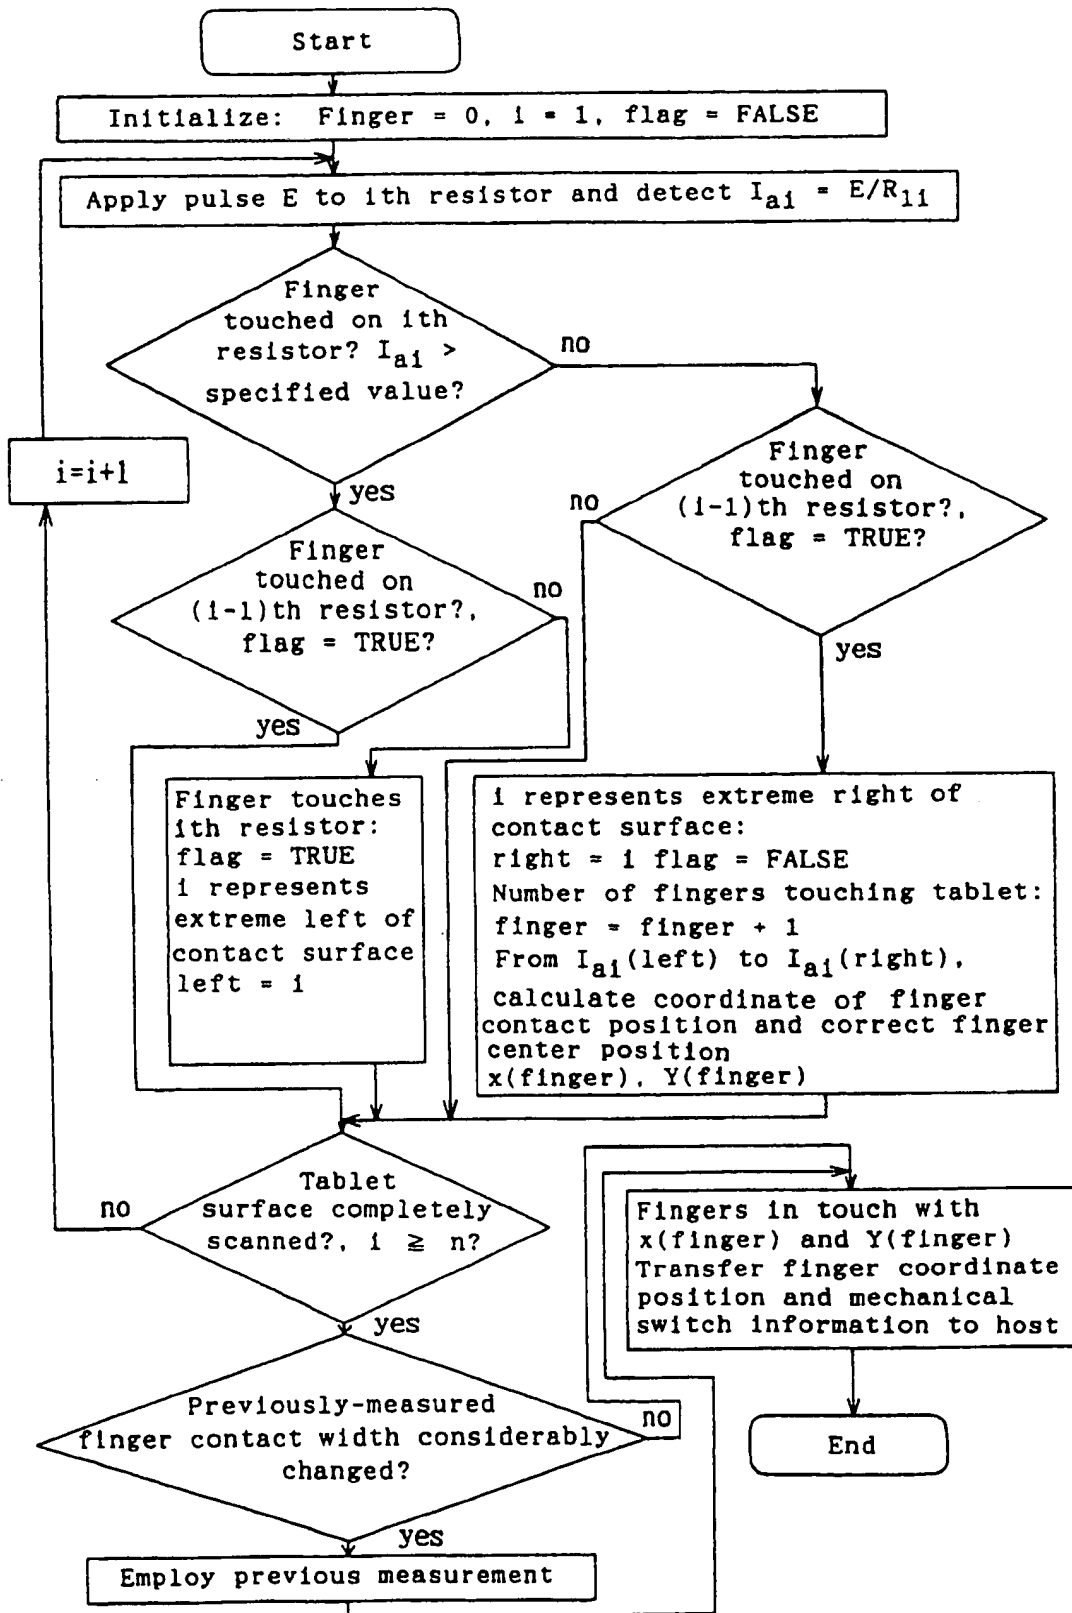 Start
Initialize: Finger = 0, i = 1, flag = FALSE
Apply pulse E to ith resistor and detect Iai = E/R1i
Finger
touched on ith
resistor? Iai >
specified value?
no
yes
i=i+1
Finger
touched on
(i-1)th resistor?,
flag = TRUE?
no
yes
Finger
touched on
(i-1)th resistor?,
flag = TRUE?
no
yes
Finger touches
ith resistor:
flag = TRUE
i represents
extreme left of
contact surface
left = i
i represents extreme right of
contact surface:
right = i flag = FALSE
Number of fingers touching tablet:
finger = finger + 1
From Iai(left) to Iai(right),
calculate coordinate of finger
contact position and correct finger
center position
x(finger), Y(finger)
Tablet
surface completely
scanned?, i ≧ n?
no
yes
Fingers in touch with
x(finger) and Y(finger)
Transfer finger coordinate
position and mechanical
switch information to host
Previously-measured
finger contact width considerably
changed?
no
yes
End
Employ previous measurement